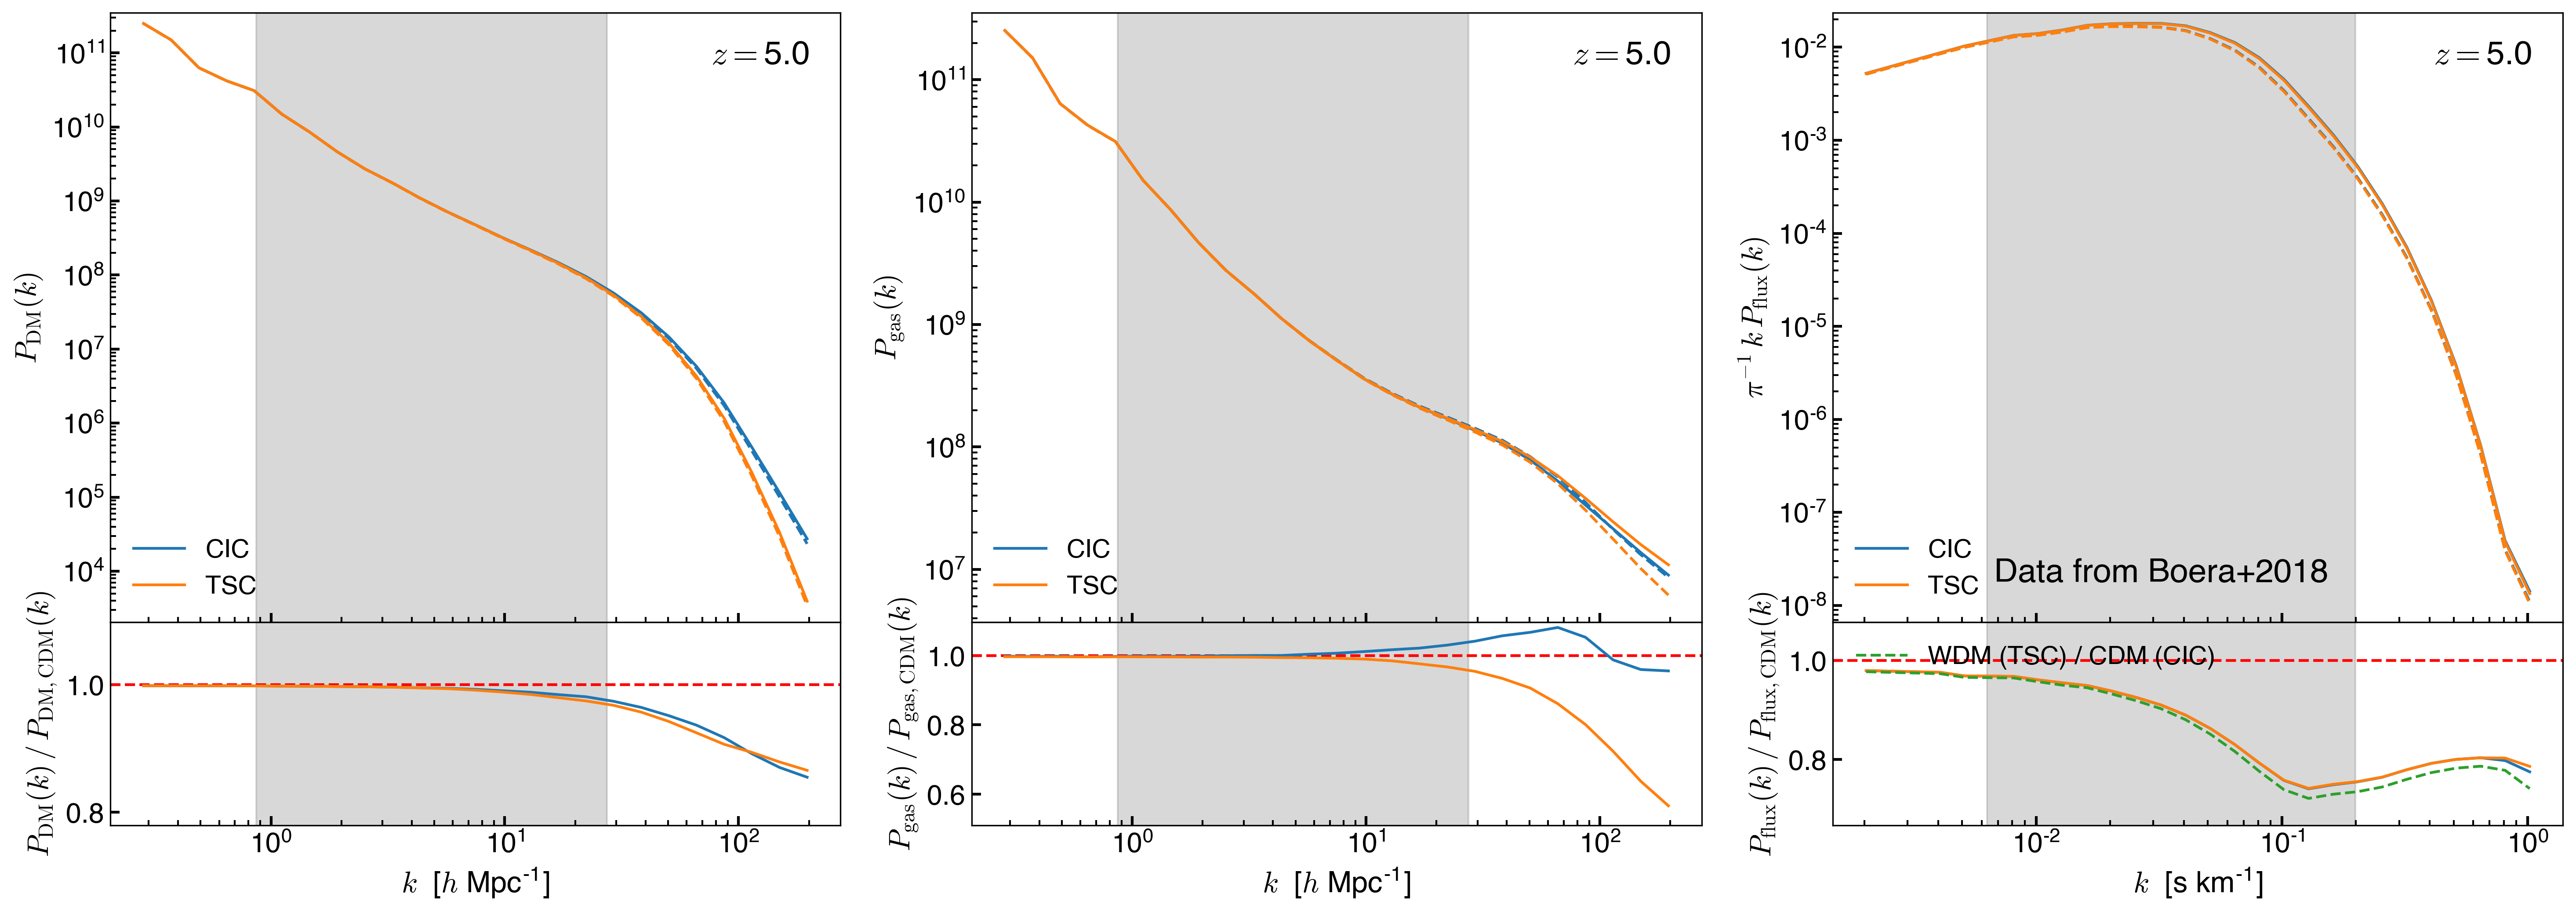 P_DM(k)
10^11
10^10
10^9
10^8
10^7
10^6
10^5
10^4
z = 5.0
CIC
TSC
P_DM(k) / P_DM,CDM(k)
1.0
0.8
10^0
10^1
10^2
k [h Mpc^-1]
P_gas(k)
10^11
10^10
10^9
10^8
10^7
z = 5.0
CIC
TSC
P_gas(k) / P_gas,CDM(k)
1.0
0.8
0.6
10^0
10^1
10^2
k [h Mpc^-1]
π^-1 k P_flux(k)
10^-2
10^-3
10^-4
10^-5
10^-6
10^-7
10^-8
z = 5.0
CIC
TSC
Data from Boera+2018
P_flux(k) / P_flux,CDM(k)
1.0
0.8
WDM (TSC) / CDM (CIC)
10^-2
10^-1
10^0
k [s km^-1]